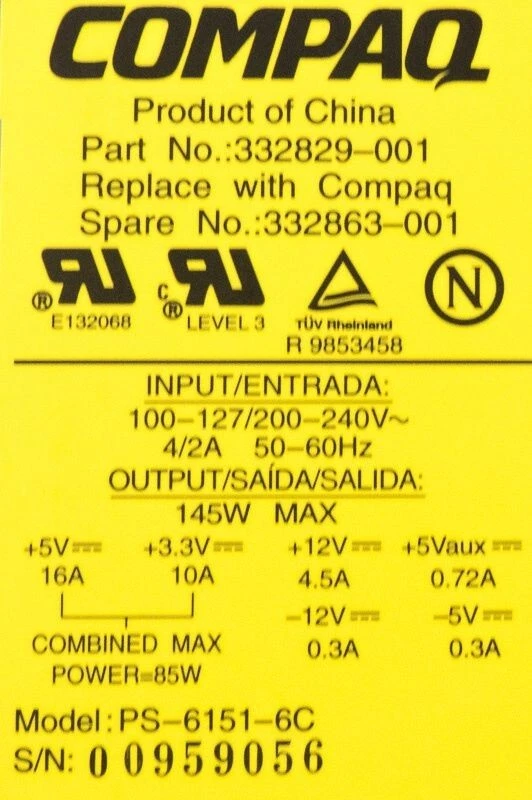 COMPAQ
Product of China
Part No.:332829-001
Replace with Compaq
Spare No.:332863-001
E132068
C
LEVEL 3
TÜV Rheinland
R 9853458
N
INPUT/ENTRADA:
100-127/200-240V~
4/2A 50-60Hz
OUTPUT/SAÍDA/SALIDA:
145W MAX
+5V +3.3V +12V +5Vaux
16A 10A 4.5A 0.72A
-12V -5V
0.3A 0.3A
COMBINED MAX
POWER=85W
Model: PS-6151-6C
S/N: 00959056